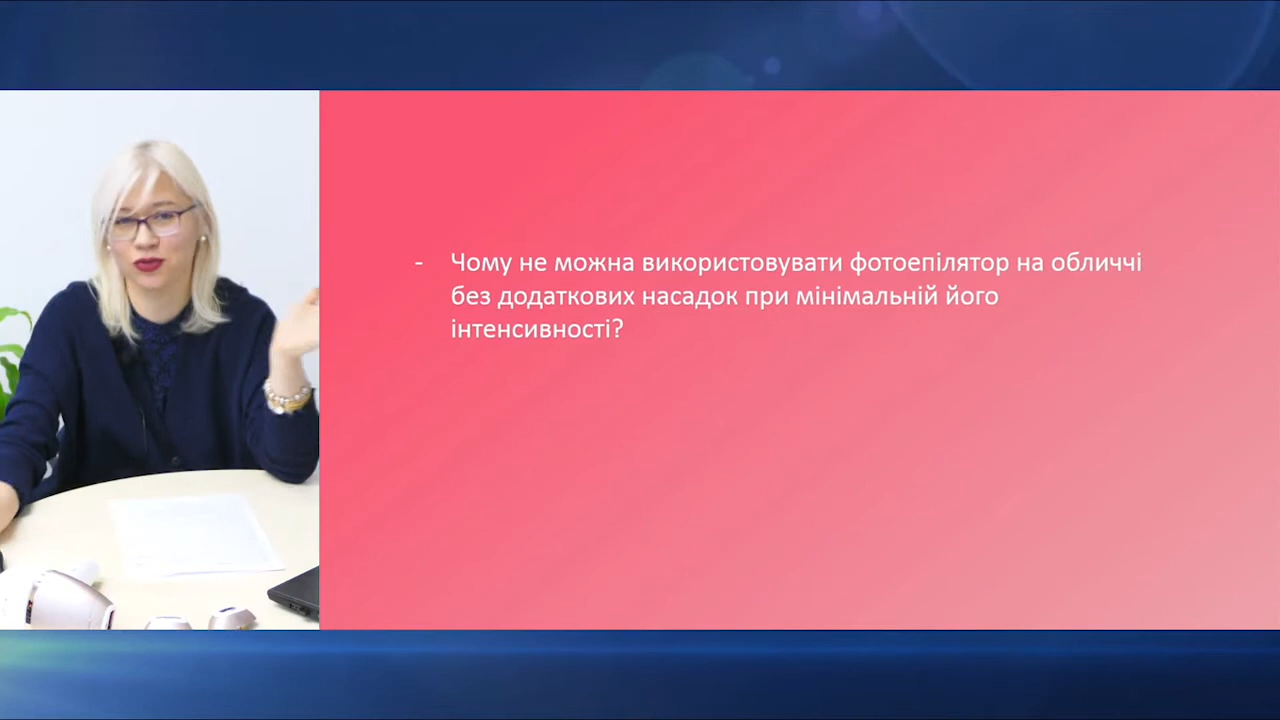 - Чому не можна використовувати фотоепілятор на обличчі
без додаткових насадок при мінімальній його
інтенсивності?